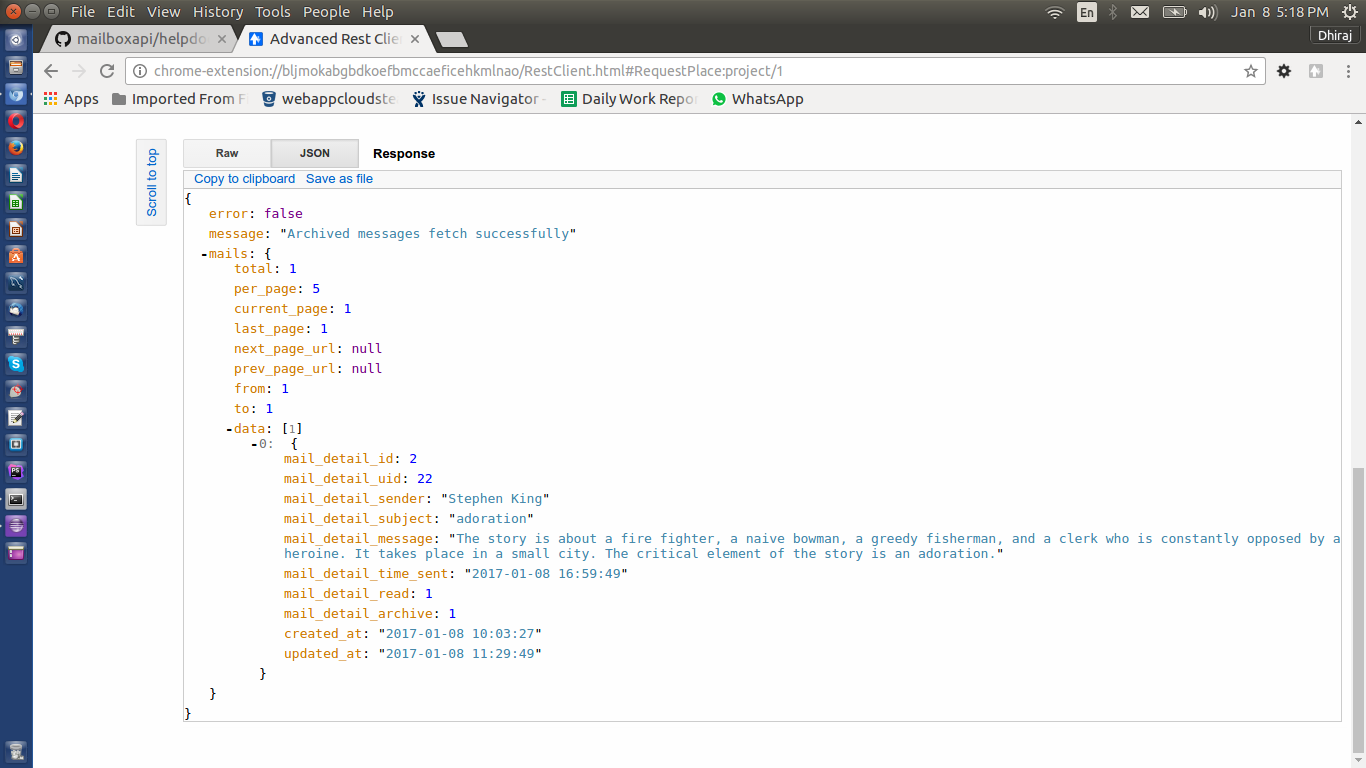 File Edit View History Tools People Help
En
Jan 8 5:18 PM
mailboxapi/helpdo
Advanced Rest Clie
Dhiraj
chrome-extension://bljmokabgbdkoefbmccaeficehkmlnao/RestClient.html#RequestPlace:project/1
Apps
Imported From F
webappcloudste
Issue Navigator -
Daily Work Repor
WhatsApp
Scroll to top
Raw
JSON
Response
Copy to clipboard Save as file
{
error: false
message: "Archived messages fetch successfully"
-mails: {
total: 1
per_page: 5
current_page: 1
last_page: 1
next_page_url: null
prev_page_url: null
from: 1
to: 1
-data: [1]
-0: {
mail_detail_id: 2
mail_detail_uid: 22
mail_detail_sender: "Stephen King"
mail_detail_subject: "adoration"
mail_detail_message: "The story is about a fire fighter, a naive bowman, a greedy fisherman, and a clerk who is constantly opposed by a
heroine. It takes place in a small city. The critical element of the story is an adoration."
mail_detail_time_sent: "2017-01-08 16:59:49"
mail_detail_read: 1
mail_detail_archive: 1
created_at: "2017-01-08 10:03:27"
updated_at: "2017-01-08 11:29:49"
}
}
}